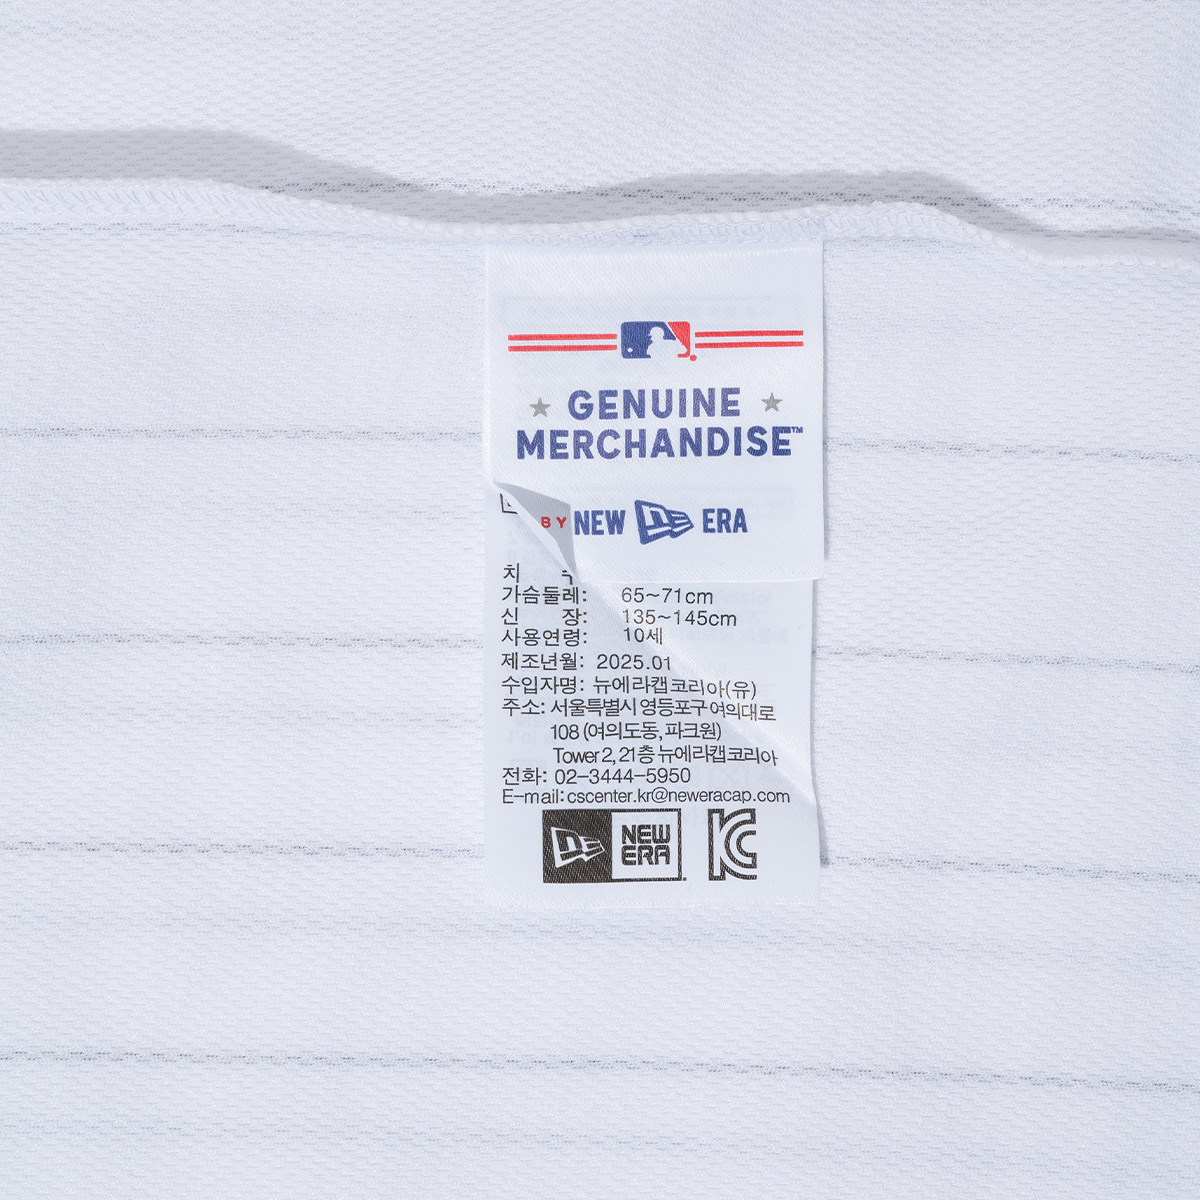 GENUINE
MERCHANDISE™
BY NEW ERA
치
가슴둘레: 65~71cm
신 장: 135~145cm
사용연령: 10세
제조년월: 2025.01
수입자명: 뉴에라캡코리아(유)
주소: 서울특별시 영등포구 여의대로
108 (여의도동, 파크원)
Tower 2, 21층 뉴에라캡코리아
전화: 02-3444-5950
E-mail: cscenter.kr@neweracap.com
NEW
ERA
KC